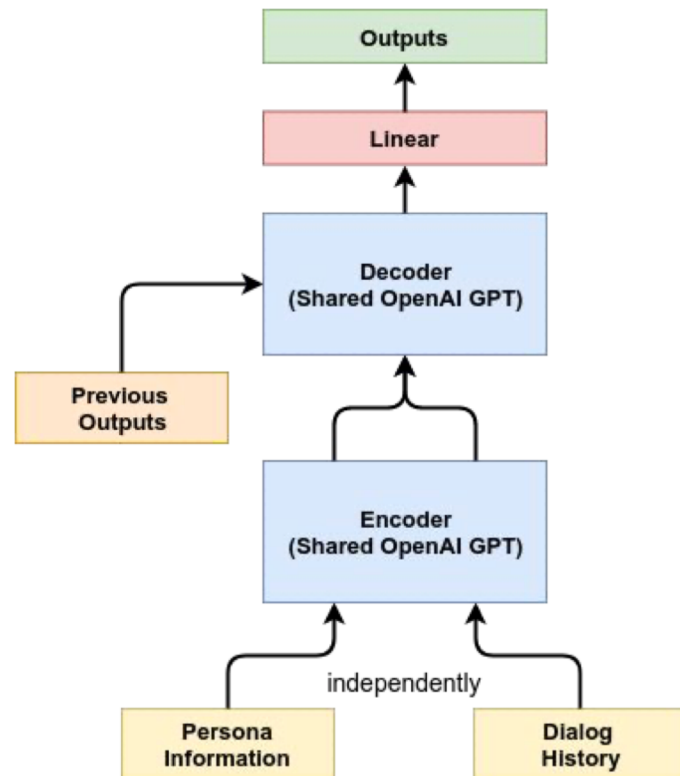 Outputs
Linear
Decoder
(Shared OpenAI GPT)
Previous
Outputs
Encoder
(Shared OpenAI GPT)
independently
Persona
Information
Dialog
History